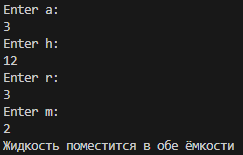 Enter a:
3
Enter h:
12
Enter r:
3
Enter m:
2
Жидкость поместится в обе ёмкости